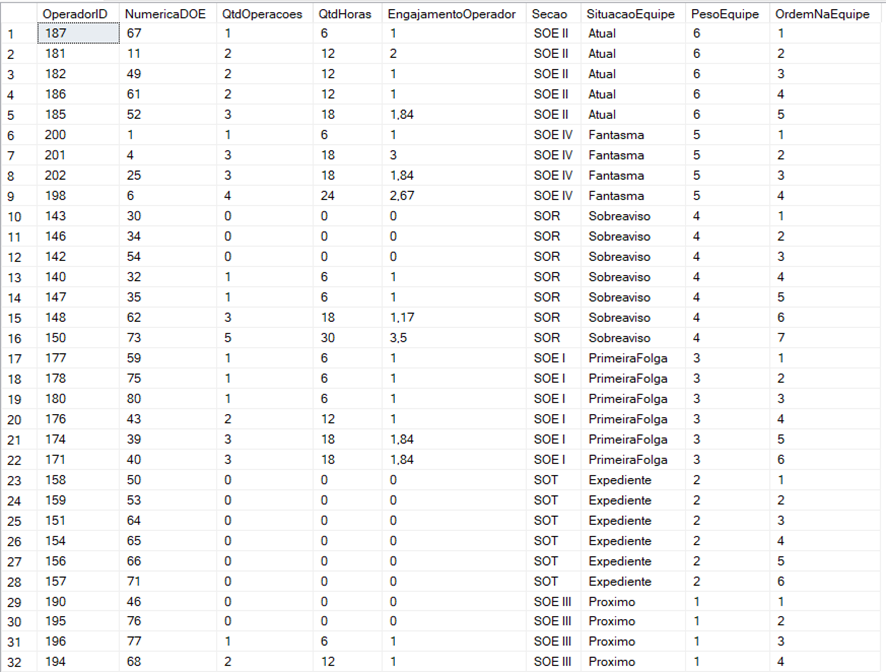 OperadorID NumericaDOE QtdOperacoes QtdHoras EngajamentoOperador Secao SituacaoEquipe PesoEquipe OrdemNaEquipe
1 187 67 1 6 1 SOE II Atual 6 1
2 181 11 2 12 2 SOE II Atual 6 2
3 182 49 2 12 1 SOE II Atual 6 3
4 186 61 2 12 1 SOE II Atual 6 4
5 185 52 3 18 1,84 SOE II Atual 6 5
6 200 1 1 6 1 SOE IV Fantasma 5 1
7 201 4 3 18 3 SOE IV Fantasma 5 2
8 202 25 3 18 1,84 SOE IV Fantasma 5 3
9 198 6 4 24 2,67 SOE IV Fantasma 5 4
10 143 30 0 0 0 SOR Sobreaviso 4 1
11 146 34 0 0 0 SOR Sobreaviso 4 2
12 142 54 0 0 0 SOR Sobreaviso 4 3
13 140 32 1 6 1 SOR Sobreaviso 4 4
14 147 35 1 6 1 SOR Sobreaviso 4 5
15 148 62 3 18 1,17 SOR Sobreaviso 4 6
16 150 73 5 30 3,5 SOR Sobreaviso 4 7
17 177 59 1 6 1 SOE I PrimeiraFolga 3 1
18 178 75 1 6 1 SOE I PrimeiraFolga 3 2
19 180 80 1 6 1 SOE I PrimeiraFolga 3 3
20 176 43 2 12 1 SOE I PrimeiraFolga 3 4
21 174 39 3 18 1,84 SOE I PrimeiraFolga 3 5
22 171 40 3 18 1,84 SOE I PrimeiraFolga 3 6
23 158 50 0 0 0 SOT Expediente 2 1
24 159 53 0 0 0 SOT Expediente 2 2
25 151 64 0 0 0 SOT Expediente 2 3
26 154 65 0 0 0 SOT Expediente 2 4
27 156 66 0 0 0 SOT Expediente 2 5
28 157 71 0 0 0 SOT Expediente 2 6
29 190 46 0 0 0 SOE III Proximo 1 1
30 195 76 0 0 0 SOE III Proximo 1 2
31 196 77 1 6 1 SOE III Proximo 1 3
32 194 68 2 12 1 SOE III Proximo 1 4